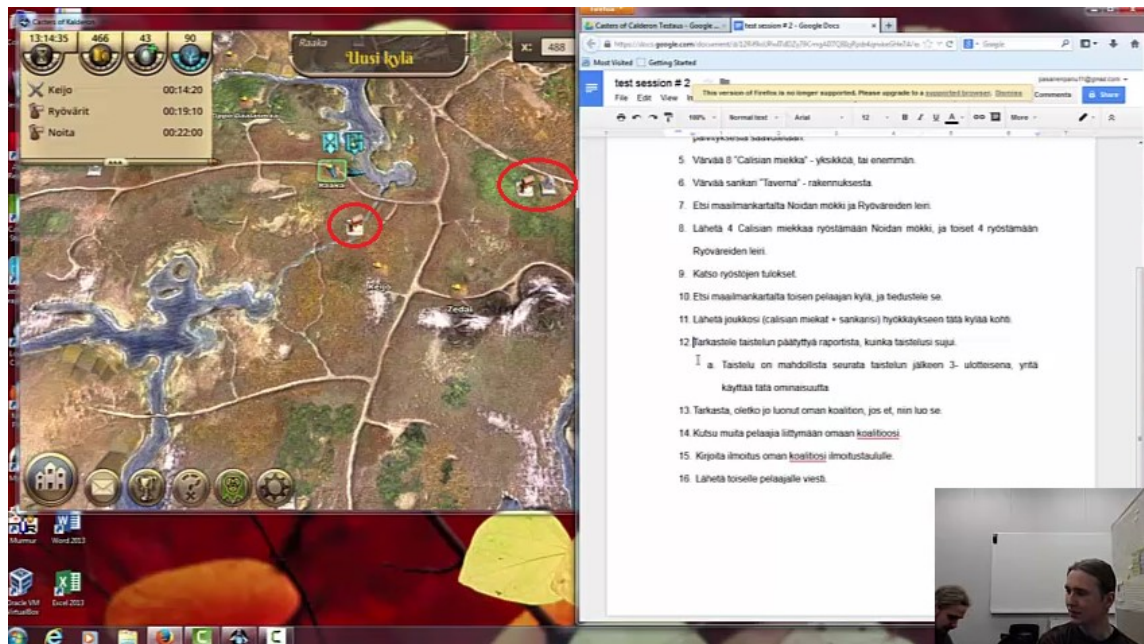 Casters of Kalderon
13:14:35 466 43 90
Raaka
Uusi kylä
X: 488
Keijo 00:14:20
Ryövärit 00:19:10
Noita 00:22:00
Raaka
Keijo
Zedai
Murmur Word 2013
Oracle VM VirtualBox Excel 2013
Firefox
Casters of Calderon Testaus - Google ... test session # 2 - Google Docs
Google
Most Visited Getting Started
test session # 2
This version of Firefox is no longer supported. Please upgrade to a supported browser. Dismiss
File Edit View Comments Share
100% Normal text Arial 12 B I U A More
5. Värvää 8 "Calisian miekka" - yksikköä, tai enemmän.
6. Värvää sankari "Taverna" - rakennuksesta.
7. Etsi maailmankartalta Noidan mökki ja Ryöväreiden leiri.
8. Lähetä 4 Calisian miekkaa ryöstämään Noidan mökki, ja toiset 4 ryöstämään
Ryöväreiden leiri.
9. Katso ryöstöjen tulokset.
10. Etsi maailmankartalta toisen pelaajan kylä, ja tiedustele se.
11. Lähetä joukkosi (calisian miekat + sankarisi) hyökkäykseen tätä kylää kohti.
12. Tarkastele taistelun päätyttyä raportista, kuinka taistelusi sujui.
a. Taistelu on mahdollista seurata taistelun jälkeen 3- ulotteisena, yritä
käyttää tätä ominaisuutta.
13. Tarkasta, oletko jo luonut oman koalition, jos et, niin luo se.
14. Kutsu muita pelaajia liittymään omaan koalitioosi.
15. Kirjoita ilmoitus oman koalitiosi ilmoitustaululle.
16. Lähetä toiselle pelaajalle viesti.